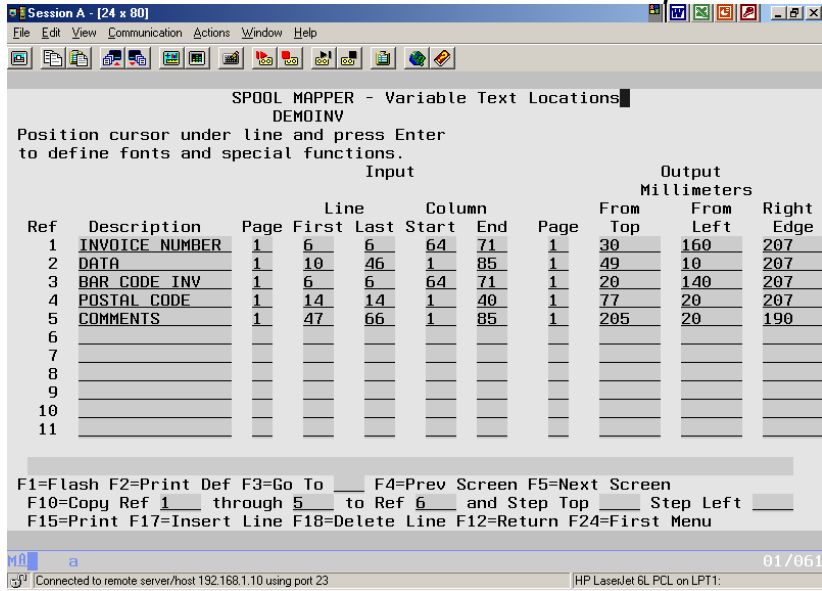 Session A - [24 x 80]
File Edit View Communication Actions Window Help
SPOOL MAPPER - Variable Text Locations
DEMOINV
Position cursor under line and press Enter
to define fonts and special functions.
Input Output
Millimeters
Line Column From From Right
Ref Description Page First Last Start End Page Top Left Edge
1 INVOICE NUMBER 1 6 6 64 71 1 30 160 207
2 DATA 1 10 46 1 85 1 49 10 207
3 BAR CODE INV 1 6 6 64 71 1 20 140 207
4 POSTAL CODE 1 14 14 1 40 1 77 20 207
5 COMMENTS 1 47 66 1 85 1 205 20 190
6
7
8
9
10
11
F1=Flash F2=Print Def F3=Go To ___ F4=Prev Screen F5=Next Screen
F10=Copy Ref 1 through 5 to Ref 6 and Step Top ____ Step Left ____
F15=Print F17=Insert Line F18=Delete Line F12=Return F24=First Menu
MA a 01/061
Connected to remote server/host 192.168.1.10 using port 23 HP LaserJet 6L PCL on LPT1: